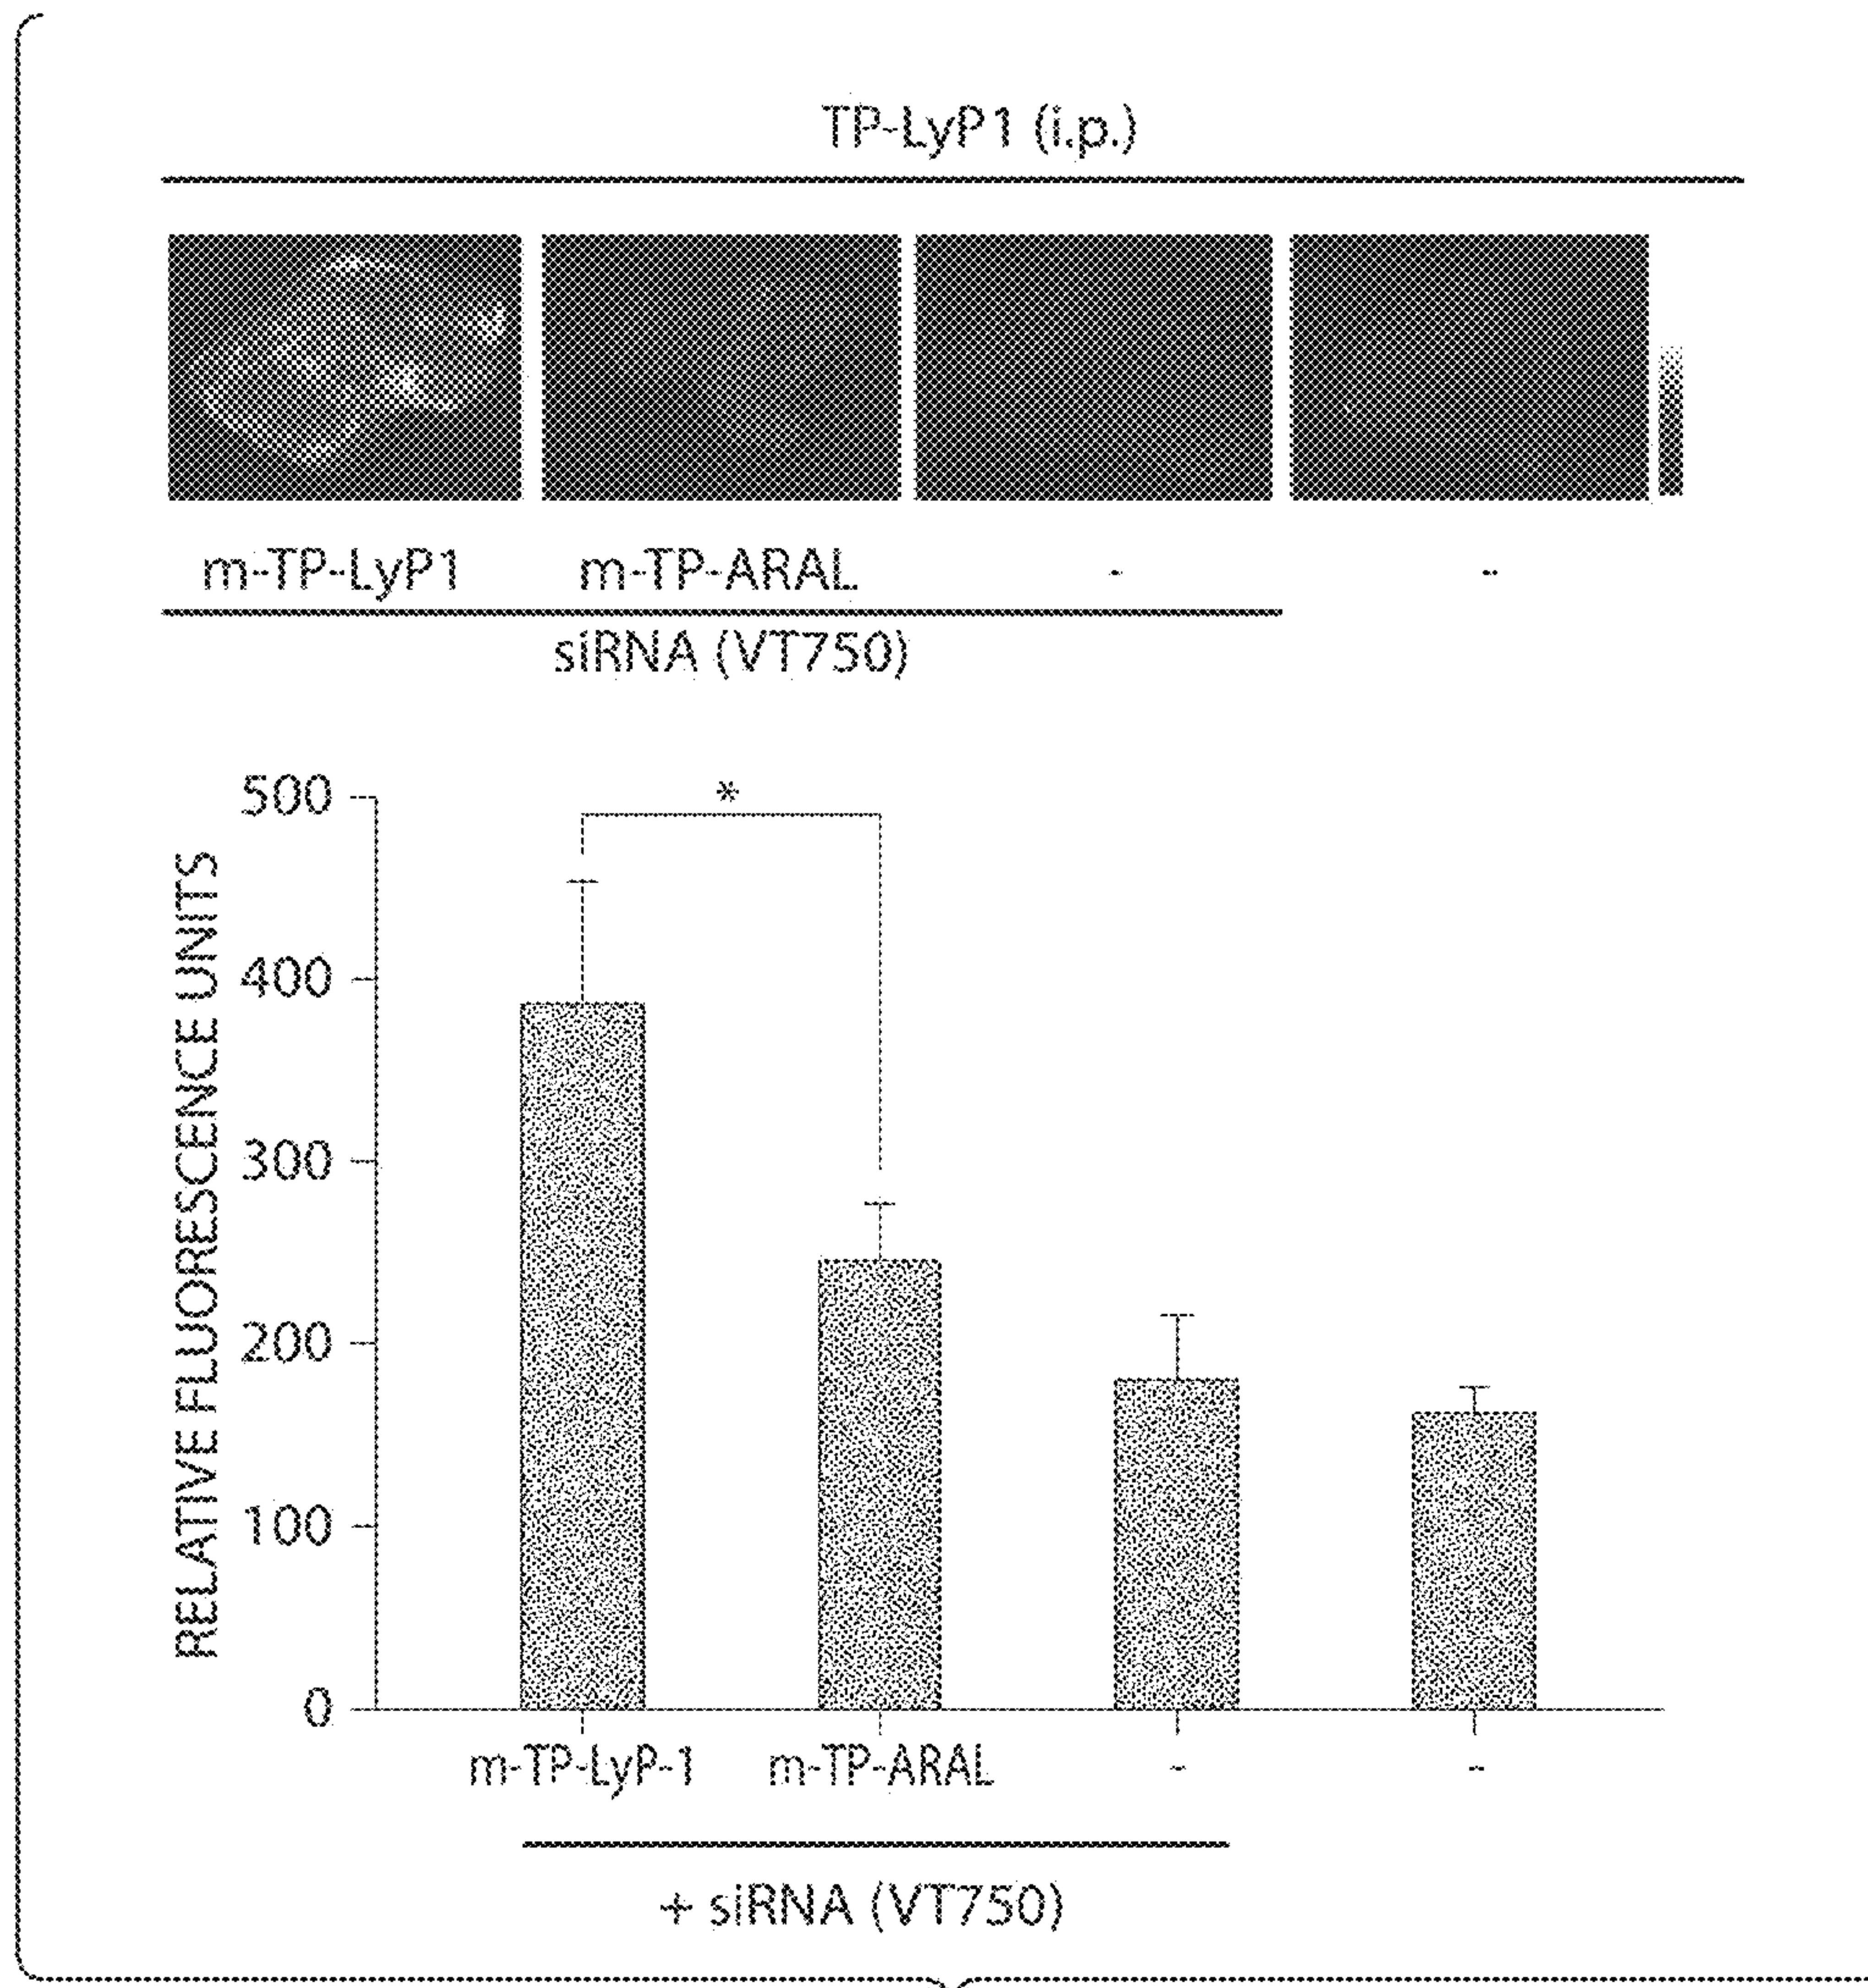 TP-LyP1 (i.p.)
m-TP-LyP1 m-TP-ARAL - -
siRNA (VT750)
*
500
400
300
200
100
0
RELATIVE FLUORESCENCE UNITS
m-TP-LyP-1 m-TP-ARAL - -
+ siRNA (VT750)